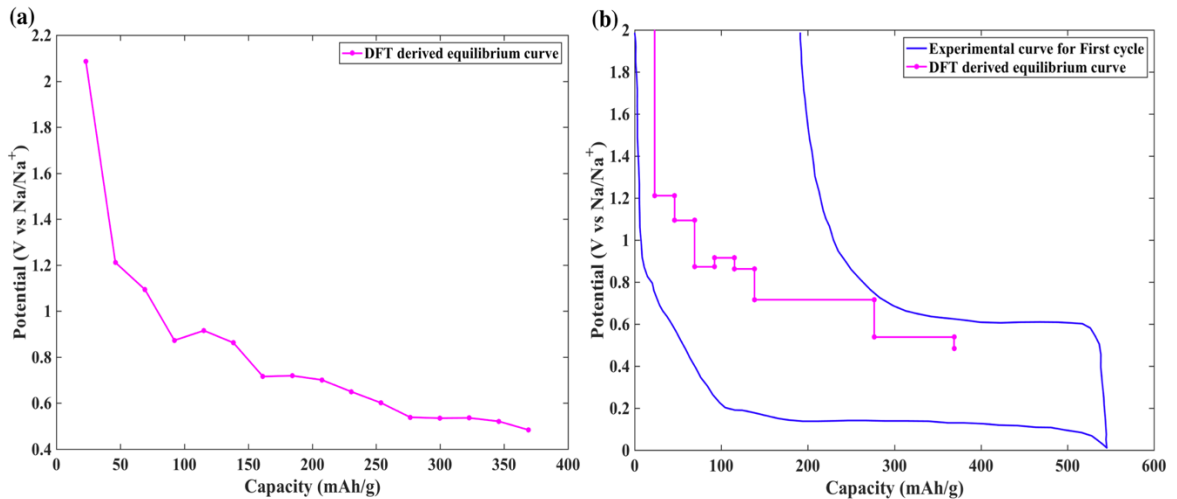 (a)
2.2
2
1.8
1.6
1.4
1.2
1
0.8
0.6
0.4
Potential (V vs Na/Na+)
DFT derived equilibrium curve
0 50 100 150 200 250 300 350 400
Capacity (mAh/g)
(b)
2
1.8
1.6
1.4
1.2
1
0.8
0.6
0.4
0.2
0
Potential (V vs Na/Na+)
Experimental curve for First cycle
DFT derived equilibrium curve
0 100 200 300 400 500 600
Capacity (mAh/g)